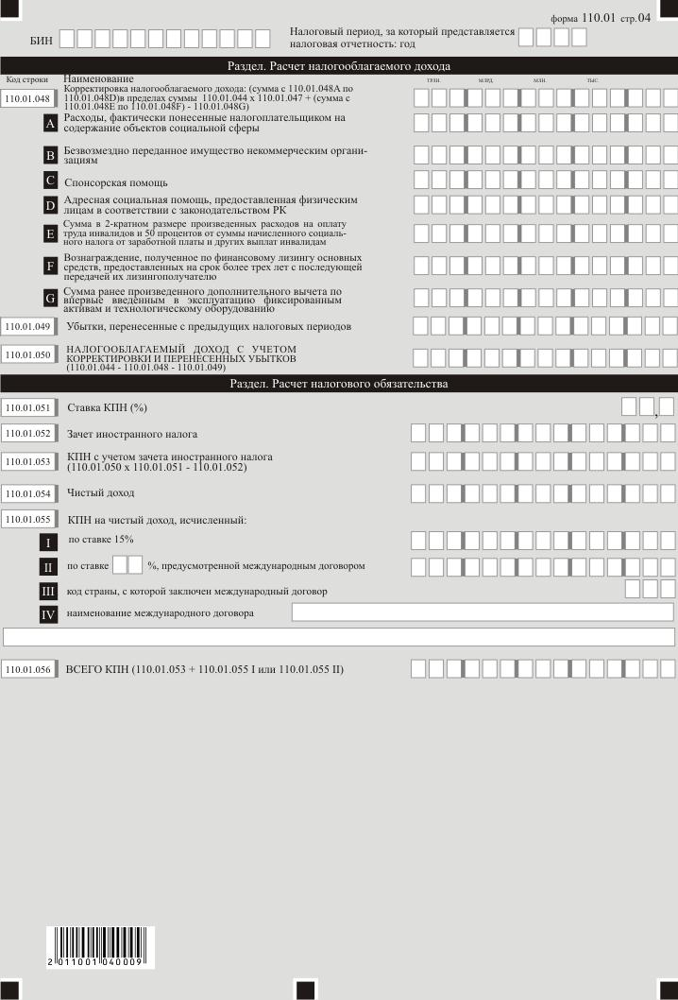 форма 110.01 стр.04
БИН
Налоговый период, за который представляется
налоговая отчетность: год
Раздел. Расчет налогооблагаемого дохода
Код строки
Наименование
ТРЛН. МЛРД. МЛН. ТЫС.
110.01.048
Корректировка налогооблагаемого дохода: (сумма с 110.01.048A по
110.01.048D)в пределах суммы 110.01.044 x 110.01.047 + (сумма с
110.01.048E по 110.01.048F) - 110.01.048G)
A Расходы, фактически понесенные налогоплательщиком на
содержание объектов социальной сферы
B Безвозмездно переданное имущество некоммерческим органи-
зациям
C Спонсорская помощь
D Адресная социальная помощь, предоставленная физическим
лицам в соответствии с законодательством РК
E Сумма в 2-кратном размере произведенных расходов на оплату
труда инвалидов и 50 процентов от суммы начисленного социаль-
ного налога от заработной платы и других выплат инвалидам
F Вознаграждение, полученное по финансовому лизингу основных
средств, предоставленных на срок более трех лет с последующей
передачей их лизингополучателю
G Сумма ранее произведенного дополнительного вычета по
впервые введенным в эксплуатацию фиксированным
активам и технологическому оборудованию
110.01.049 Убытки, перенесенные с предыдущих налоговых периодов
110.01.050 НАЛОГООБЛАГАЕМЫЙ ДОХОД С УЧЕТОМ
КОРРЕКТИРОВКИ И ПЕРЕНЕСЕННЫХ УБЫТКОВ
(110.01.044 - 110.01.048 - 110.01.049)
Раздел. Расчет налогового обязательства
110.01.051 Ставка КПН (%) ,
110.01.052 Зачет иностранного налога
110.01.053 КПН с учетом зачета иностранного налога
(110.01.050 x 110.01.051 - 110.01.052)
110.01.054 Чистый доход
110.01.055 КПН на чистый доход, исчисленный:
I по ставке 15%
II по ставке %, предусмотренной международным договором
III код страны, с которой заключен международный договор
IV наименование международного договора
110.01.056 ВСЕГО КПН (110.01.053 + 110.01.055 I или 110.01.055 II)
2 011001 040009